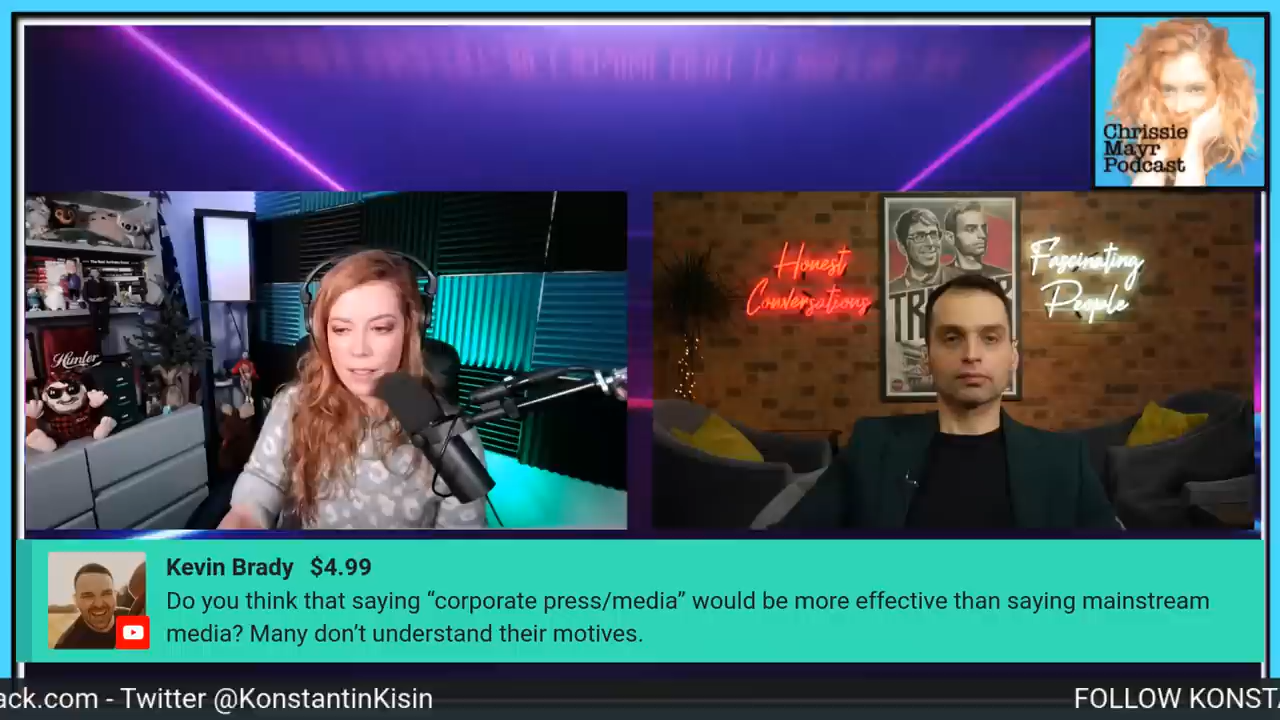 Chrissie
Mayr
Podcast
Honest
Conversations
Fascinating
People
TR
Himler
Kevin Brady $4.99
Do you think that saying “corporate press/media” would be more effective than saying mainstream
media? Many don’t understand their motives.
ack.com - Twitter @KonstantinKisin
FOLLOW KONST